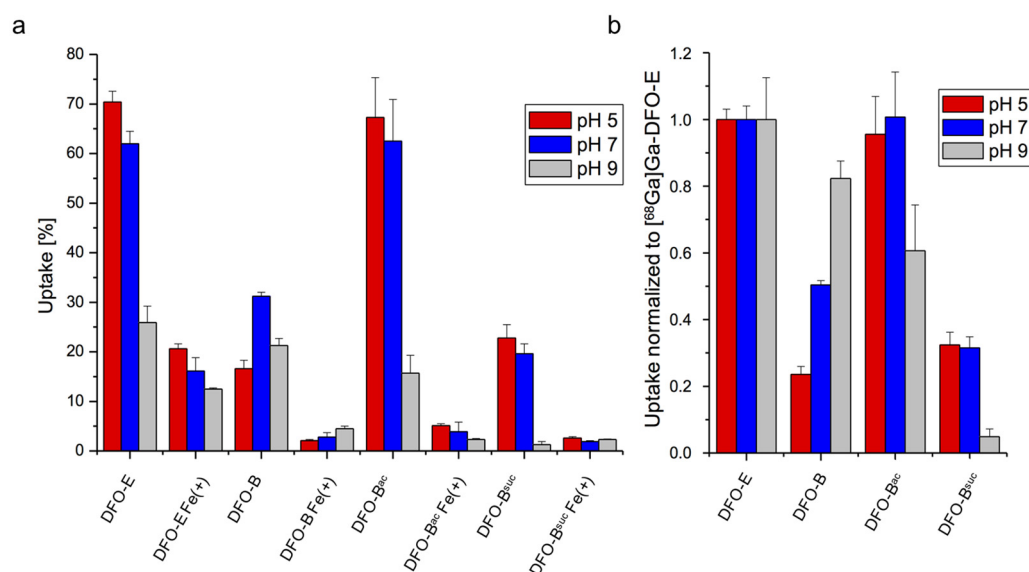 a
80
70
60
50
40
30
20
10
0
Uptake [%]
pH 5
pH 7
pH 9
DFO-E
DFO-E Fe(+)
DFO-B
DFO-B Fe(+)
DFO-Bᵃᶜ
DFO-Bᵃᶜ Fe(+)
DFO-Bˢᵘᶜ
DFO-Bˢᵘᶜ Fe(+)
b
1.2
1.0
0.8
0.6
0.4
0.2
0.0
Uptake normalized to [⁶⁸Ga]Ga-DFO-E
pH 5
pH 7
pH 9
DFO-E
DFO-B
DFO-Bᵃᶜ
DFO-Bˢᵘᶜ